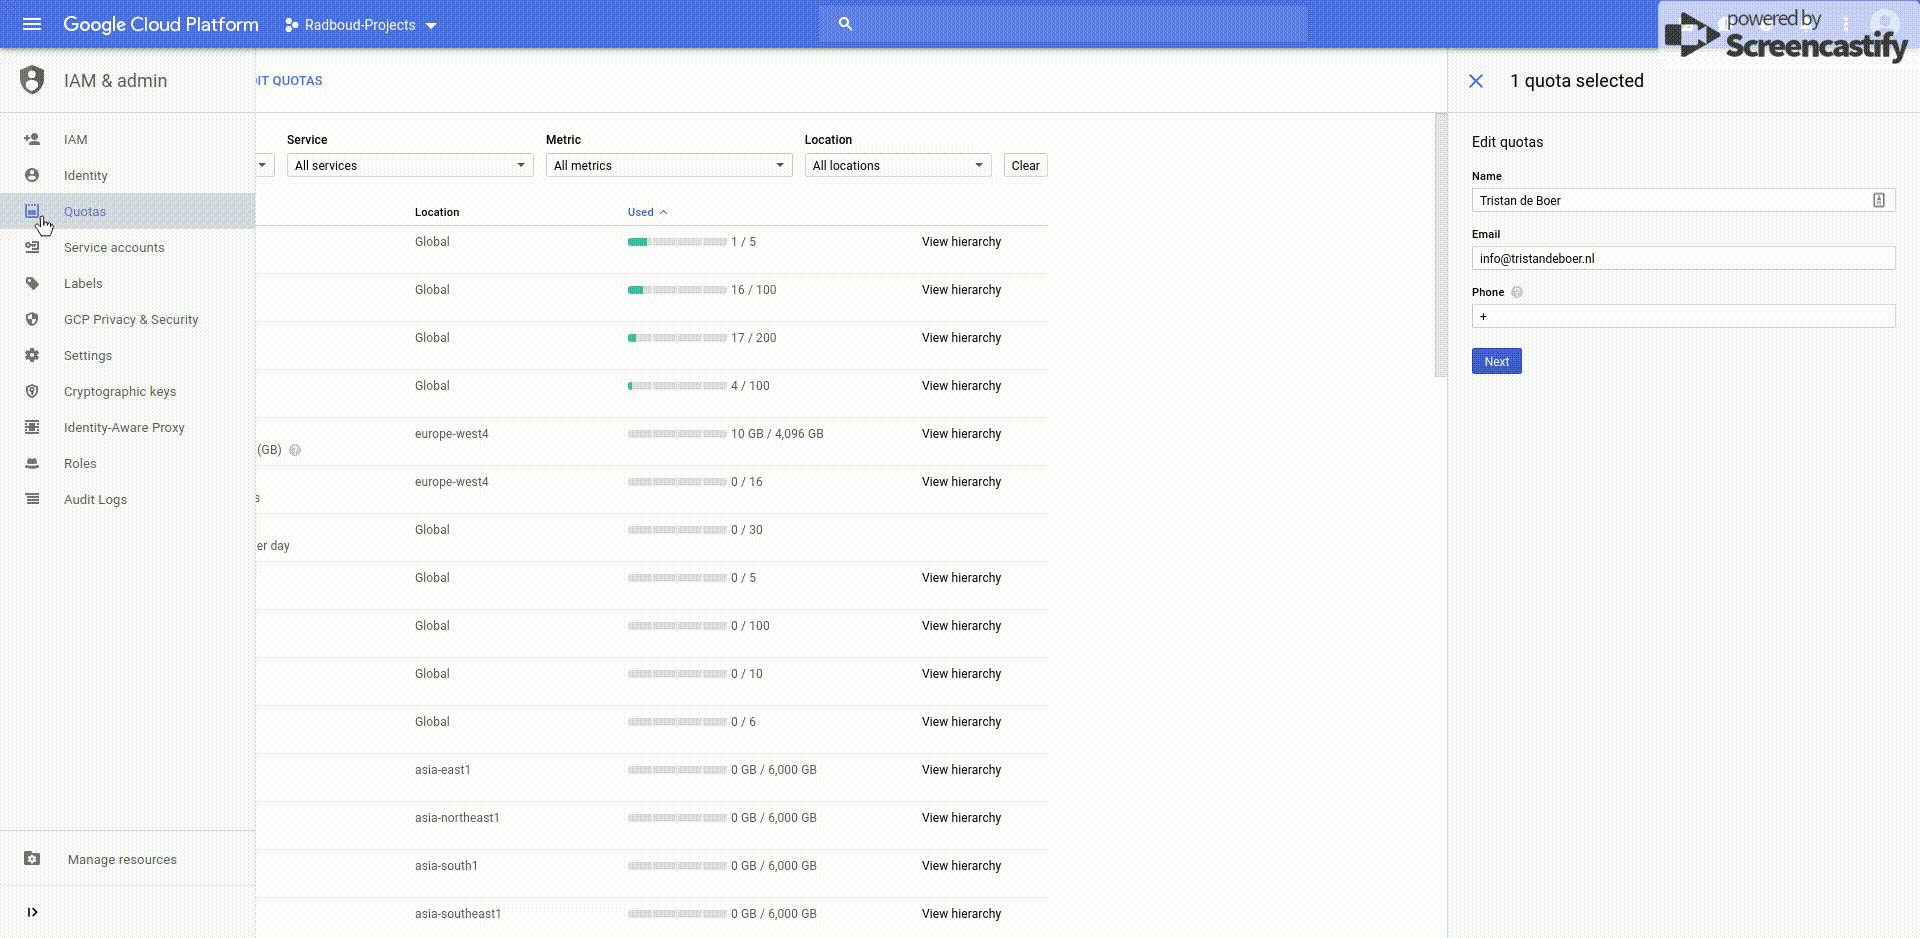 Google Cloud Platform
Radboud-Projects
powered by
Screencastify
IAM & admin
IAM
Identity
Quotas
Service accounts
Labels
GCP Privacy & Security
Settings
Cryptographic keys
Identity-Aware Proxy
Roles
Audit Logs
Manage resources
IT QUOTAS
Service
Metric
Location
All services
All metrics
All locations
Clear
Location Used
Global 1 / 5 View hierarchy
Global 16 / 100 View hierarchy
Global 17 / 200 View hierarchy
Global 4 / 100 View hierarchy
europe-west4 10 GB / 4,096 GB View hierarchy
(GB)
europe-west4 0 / 16 View hierarchy
s
Global 0 / 30
er day
Global 0 / 5 View hierarchy
Global 0 / 100 View hierarchy
Global 0 / 10 View hierarchy
Global 0 / 6 View hierarchy
asia-east1 0 GB / 6,000 GB View hierarchy
asia-northeast1 0 GB / 6,000 GB View hierarchy
asia-south1 0 GB / 6,000 GB View hierarchy
asia-southeast1 0 GB / 6,000 GB View hierarchy
1 quota selected
Edit quotas
Name
Tristan de Boer
Email
info@tristandeboer.nl
Phone ?
+
Next